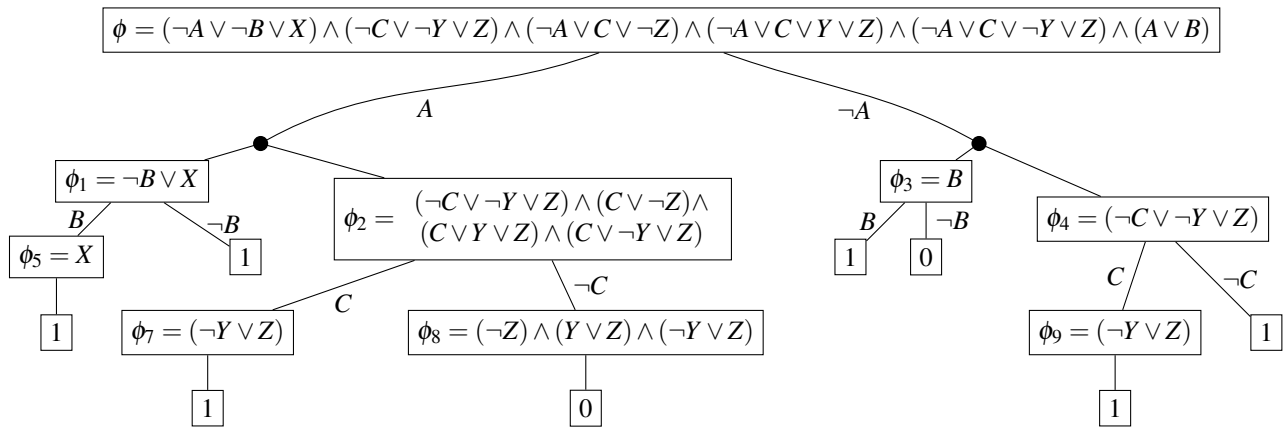 ϕ = (¬A ∨ ¬B ∨ X) ∧ (¬C ∨ ¬Y ∨ Z) ∧ (¬A ∨ C ∨ ¬Z) ∧ (¬A ∨ C ∨ Y ∨ Z) ∧ (¬A ∨ C ∨ ¬Y ∨ Z) ∧ (A ∨ B)
A
¬A
ϕ1 = ¬B ∨ X
ϕ2 = (¬C ∨ ¬Y ∨ Z) ∧ (C ∨ ¬Z) ∧
(C ∨ Y ∨ Z) ∧ (C ∨ ¬Y ∨ Z)
ϕ3 = B
ϕ4 = (¬C ∨ ¬Y ∨ Z)
B
¬B
B
¬B
ϕ5 = X
1
1
0
C
¬C
C
¬C
1
ϕ7 = (¬Y ∨ Z)
ϕ8 = (¬Z) ∧ (Y ∨ Z) ∧ (¬Y ∨ Z)
ϕ9 = (¬Y ∨ Z)
1
1
0
1